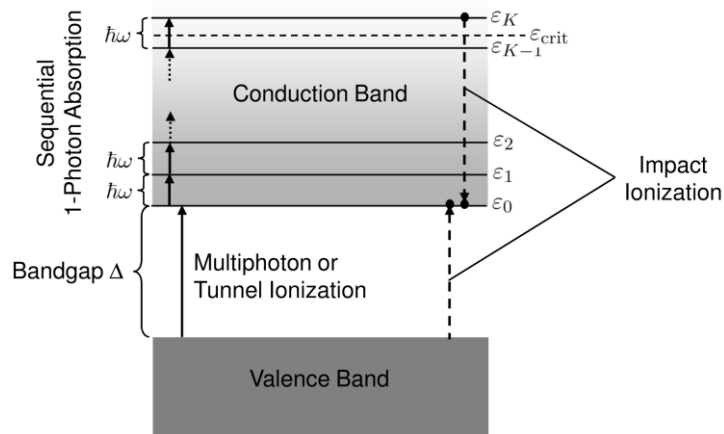 ε_K
ħω
ε_crit
ε_{K−1}
Sequential
1-Photon Absorption
Conduction Band
ε_2
ħω
ε_1
ħω
ε_0
Impact
Ionization
Bandgap Δ
Multiphoton or
Tunnel Ionization
Valence Band